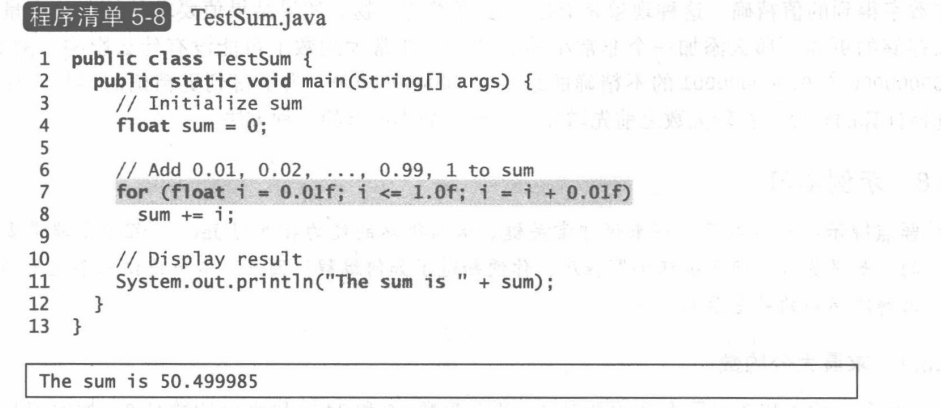 程序清单 5-8 TestSum.java
1 public class TestSum {
2 public static void main(String[] args) {
3 // Initialize sum
4 float sum = 0;
5
6 // Add 0.01, 0.02, ..., 0.99, 1 to sum
7 for (float i = 0.01f; i <= 1.0f; i = i + 0.01f)
8 sum += i;
9
10 // Display result
11 System.out.println("The sum is " + sum);
12 }
13 }
The sum is 50.499985